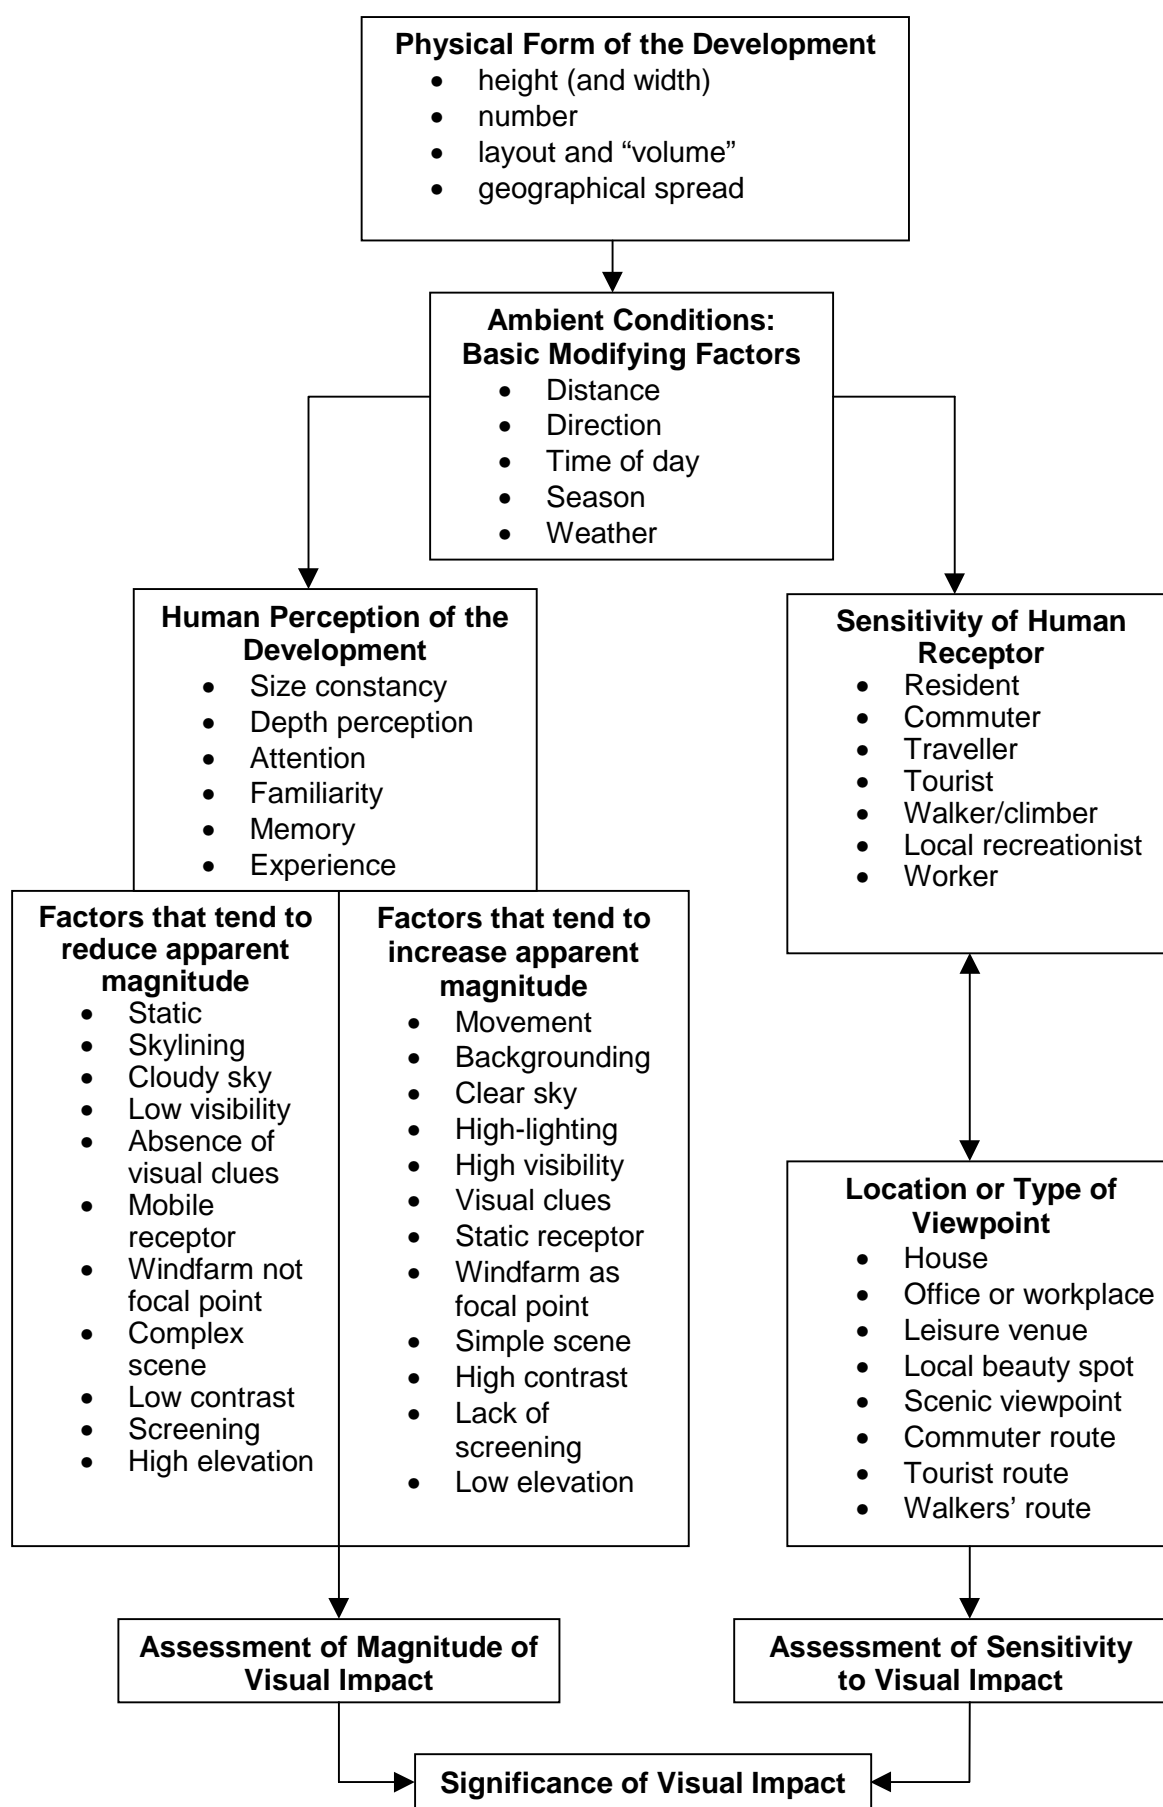 Physical Form of the Development
• height (and width)
• number
• layout and “volume”
• geographical spread
Ambient Conditions:
Basic Modifying Factors
• Distance
• Direction
• Time of day
• Season
• Weather
Human Perception of the
Development
• Size constancy
• Depth perception
• Attention
• Familiarity
• Memory
• Experience
Factors that tend to
reduce apparent
magnitude
• Static
• Skylining
• Cloudy sky
• Low visibility
• Absence of
visual clues
• Mobile
receptor
• Windfarm not
focal point
• Complex
scene
• Low contrast
• Screening
• High elevation
Factors that tend to
increase apparent
magnitude
• Movement
• Backgrounding
• Clear sky
• High-lighting
• High visibility
• Visual clues
• Static receptor
• Windfarm as
focal point
• Simple scene
• High contrast
• Lack of
screening
• Low elevation
Assessment of Magnitude of
Visual Impact
Sensitivity of Human
Receptor
• Resident
• Commuter
• Traveller
• Tourist
• Walker/climber
• Local recreationist
• Worker
Location or Type of
Viewpoint
• House
• Office or workplace
• Leisure venue
• Local beauty spot
• Scenic viewpoint
• Commuter route
• Tourist route
• Walkers’ route
Assessment of Sensitivity
to Visual Impact
Significance of Visual Impact